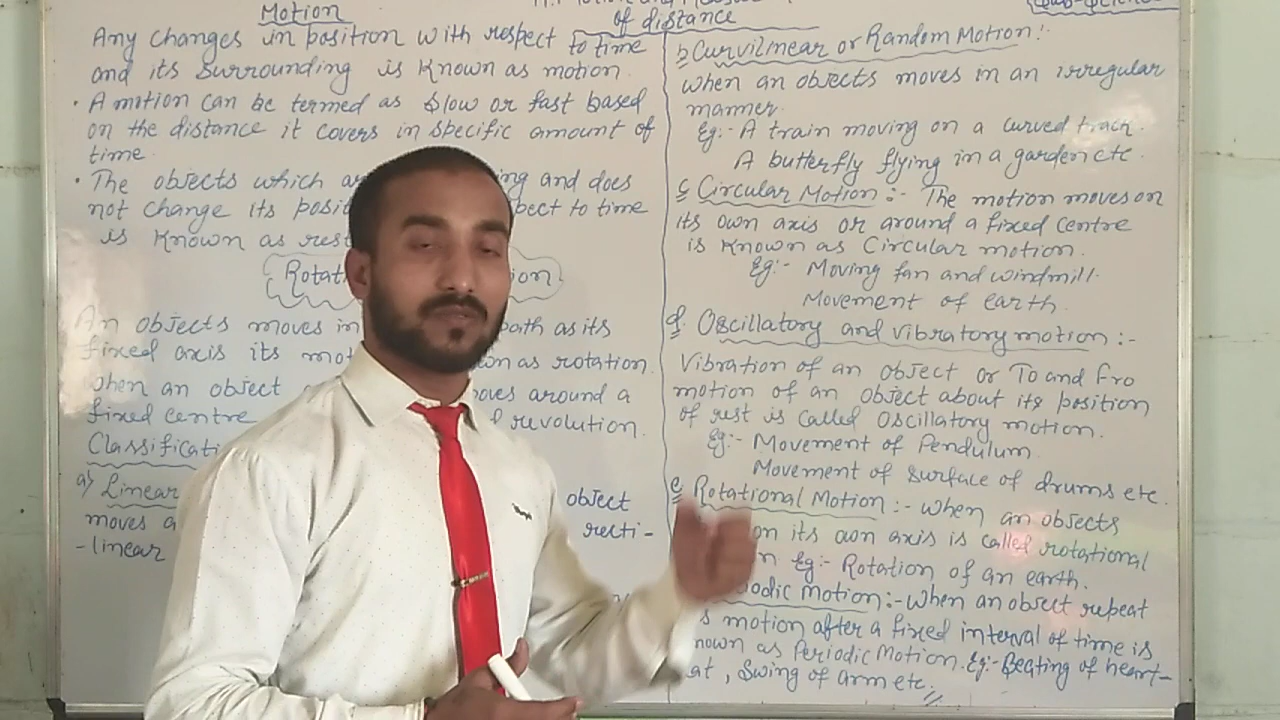 Motion
of distance
Any changes in position with respect to time
and its surrounding is known as motion.
• A motion can be termed as slow or fast based
on the distance it covers in specific amount of
time.
• The objects which are ng and does
not change its posit pect to time
is known as rest
Rotat ion
An objects moves in path as its
fixed axis its mot on as rotation.
When an object oves around a
fixed centre d revolution.
Classificati
a) Linear
object
moves a recti-
-linear
b Curvilinear or Random Motion:-
when an objects moves in an irregular
manner.
Eg:- A train moving on a curved track.
A butterfly flying in a garden etc.
c Circular Motion :- The motion moves on
its own axis or around a fixed centre
is known as Circular motion.
Eg:- Moving fan and windmill.
Movement of earth.
d. Oscillatory and vibratory motion :-
Vibration of an object or To and Fro
motion of an object about its position
of rest is called Oscillatory motion.
Eg:- Movement of Pendulum.
Movement of surface of drums etc.
e Rotational Motion :- when an objects
on its own axis is called rotational
n Eg:- Rotation of an earth.
odic Motion:- When an object repeat
s motion after a fixed interval of time is
nown as Periodic Motion. Eg:- Beating of heart-
at, Swing of arm etc.